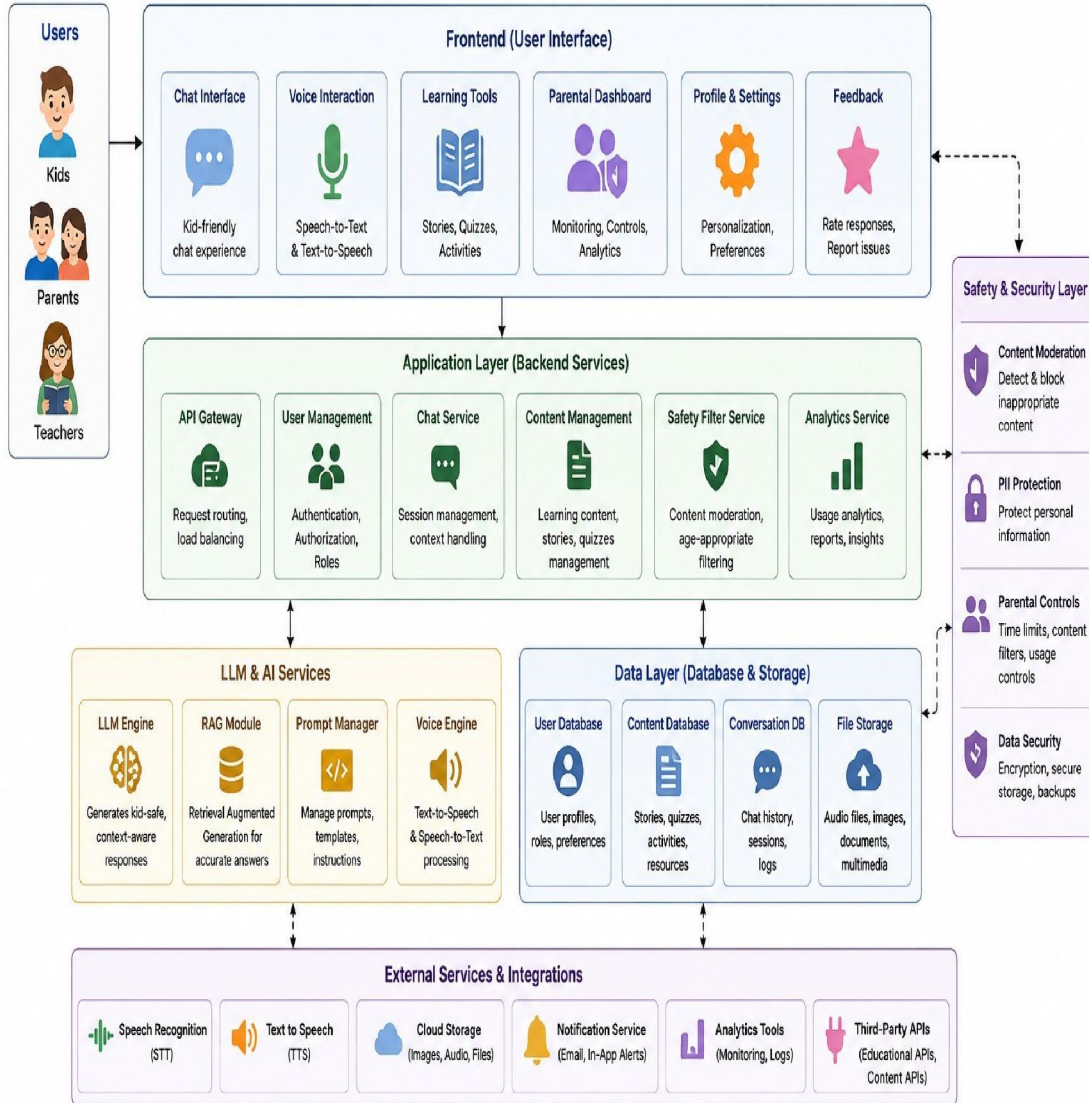 Users
Kids
Parents
Teachers
Frontend (User Interface)
Chat Interface
Kid-friendly
chat experience
Voice Interaction
Speech-to-Text
& Text-to-Speech
Learning Tools
Stories, Quizzes,
Activities
Parental Dashboard
Monitoring, Controls,
Analytics
Profile & Settings
Personalization,
Preferences
Feedback
Rate responses,
Report issues
Application Layer (Backend Services)
API Gateway
Request routing,
load balancing
User Management
Authentication,
Authorization,
Roles
Chat Service
Session management,
context handling
Content Management
Learning content,
stories, quizzes
management
Safety Filter Service
Content moderation,
age-appropriate
filtering
Analytics Service
Usage analytics,
reports, insights
Safety & Security Layer
Content Moderation
Detect & block
inappropriate
content
PII Protection
Protect personal
information
Parental Controls
Time limits, content
filters, usage
controls
Data Security
Encryption, secure
storage, backups
LLM & AI Services
LLM Engine
Generates kid-safe,
context-aware
responses
RAG Module
Retrieval Augmented
Generation for
accurate answers
Prompt Manager
Manage prompts,
templates,
instructions
Voice Engine
Text-to-Speech
& Speech-to-Text
processing
Data Layer (Database & Storage)
User Database
User profiles,
roles, preferences
Content Database
Stories, quizzes,
activities,
resources
Conversation DB
Chat history,
sessions,
logs
File Storage
Audio files, images,
documents,
multimedia
External Services & Integrations
Speech Recognition
(STT)
Text to Speech
(TTS)
Cloud Storage
(Images, Audio, Files)
Notification Service
(Email, In-App Alerts)
Analytics Tools
(Monitoring, Logs)
Third-Party APIs
(Educational APIs,
Content APIs)